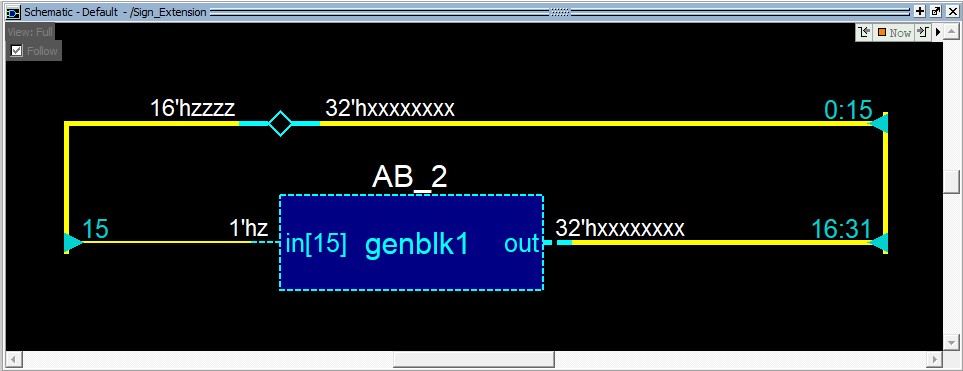 Schematic - Default - /Sign_Extension
View: Full
Now
Follow
16'hzzzz
32'hxxxxxxxx
0:15
AB_2
15
1'hz
in[15]
genblk1
out
32'hxxxxxxxx
16:31